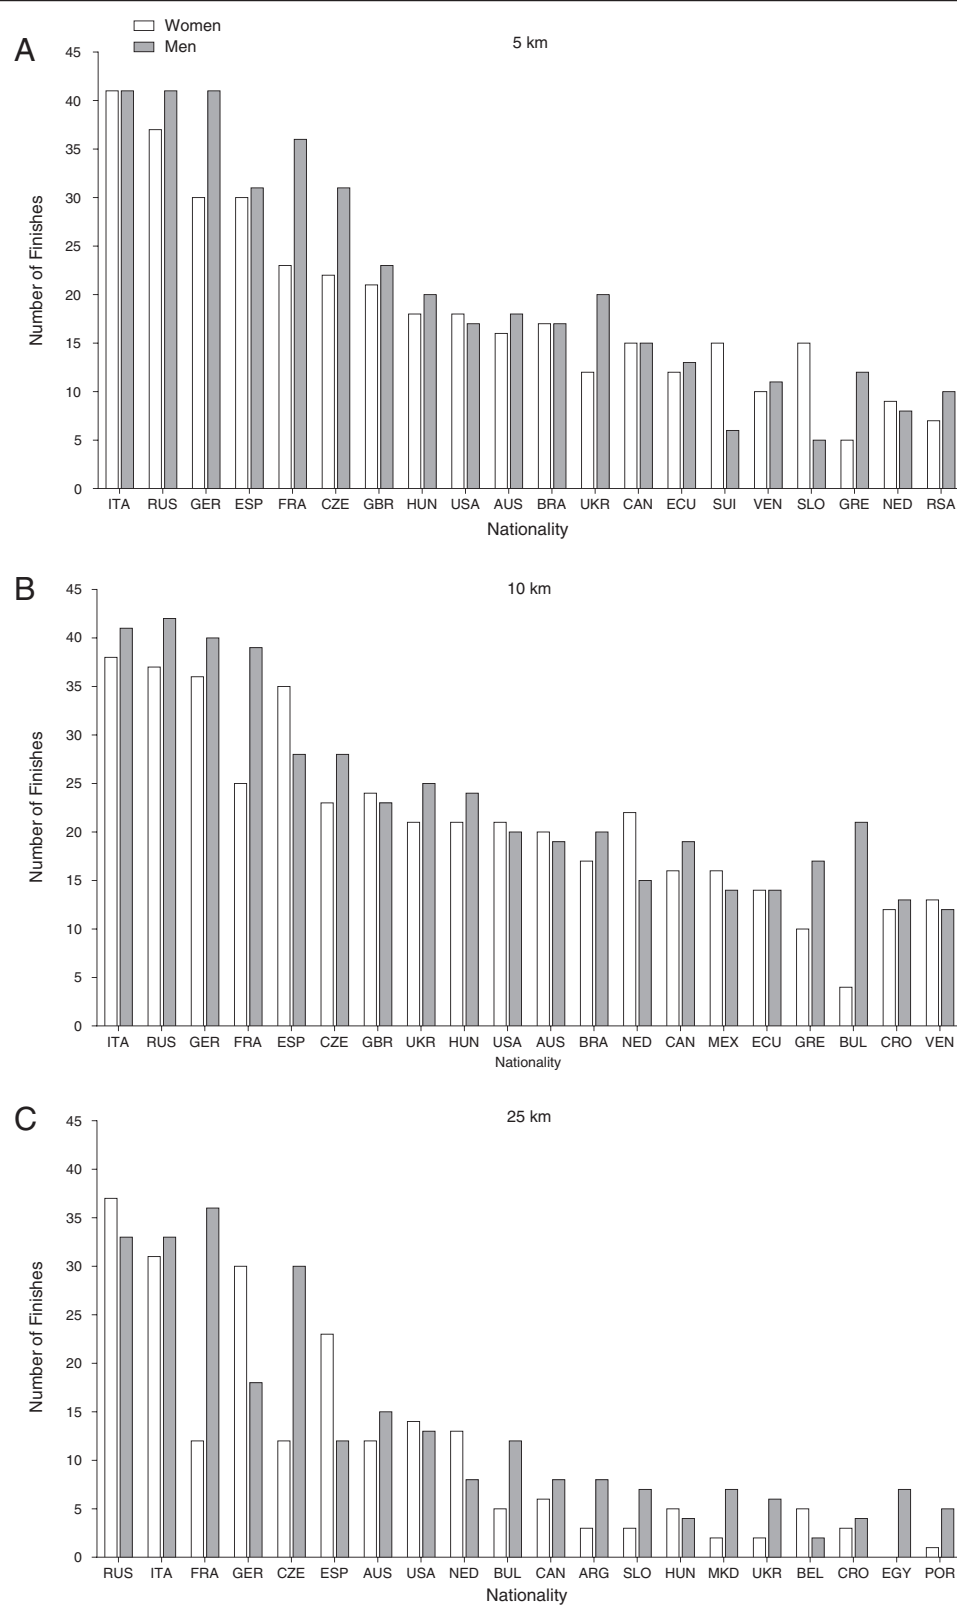 Women
Men
A
5 km
45
40
35
30
25
20
15
10
5
0
Number of Finishes
ITA RUS GER ESP FRA CZE GBR HUN USA AUS BRA UKR CAN ECU SUI VEN SLO GRE NED RSA
Nationality
B
10 km
45
40
35
30
25
20
15
10
5
0
Number of Finishes
ITA RUS GER FRA ESP CZE GBR UKR HUN USA AUS BRA NED CAN MEX ECU GRE BUL CRO VEN
Nationality
C
25 km
45
40
35
30
25
20
15
10
5
0
Number of Finishes
RUS ITA FRA GER CZE ESP AUS USA NED BUL CAN ARG SLO HUN MKD UKR BEL CRO EGY POR
Nationality